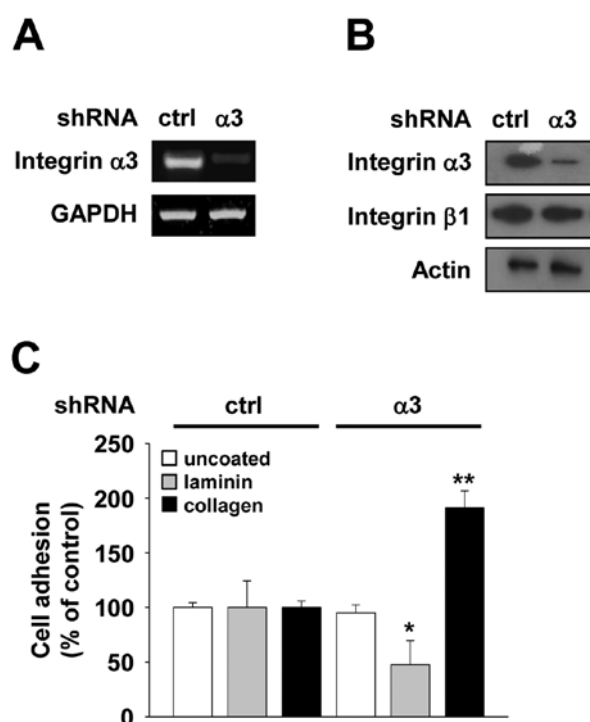 A
shRNA ctrl α3
Integrin α3
GAPDH
B
shRNA ctrl α3
Integrin α3
Integrin β1
Actin
C
shRNA ctrl α3
Cell adhesion
(% of control)
250
200
150
100
50
0
uncoated
laminin
collagen
*
**